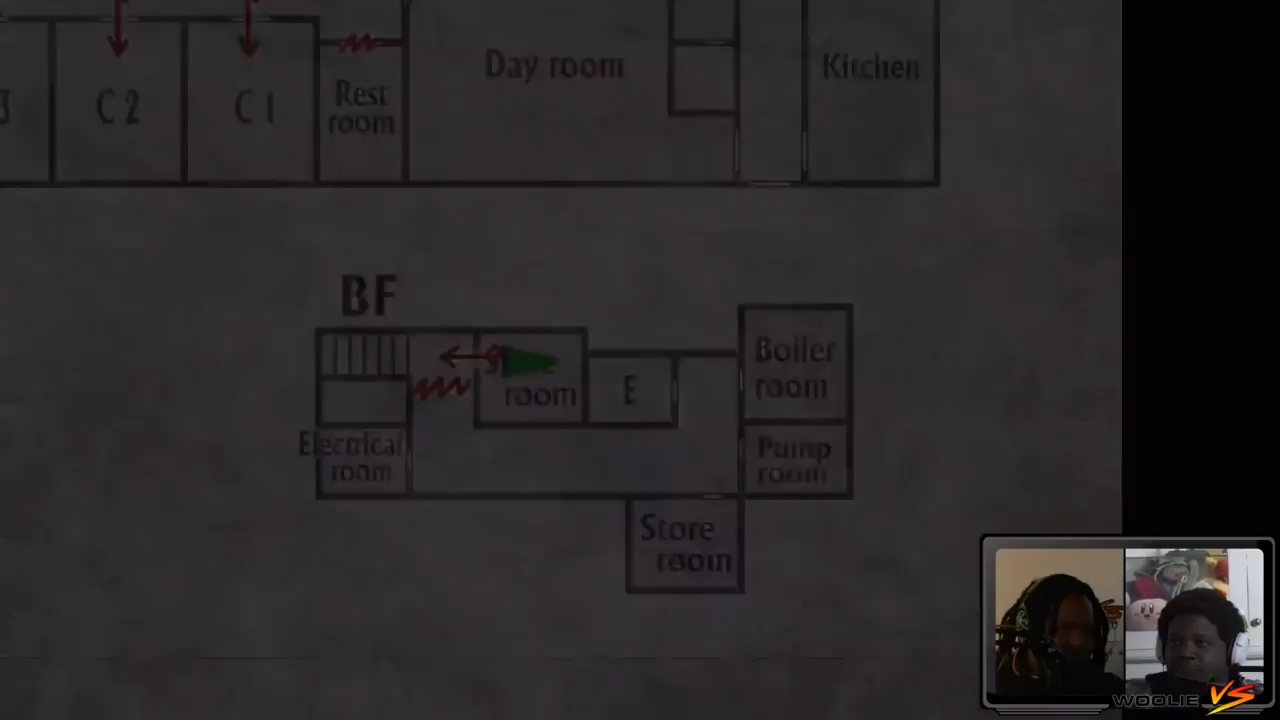 Day room
Kitchen
3
C 2
C 1
Rest
room
BF
room
E
Boiler
room
Electrical
room
Pump
room
Store
room
WOOLIE VS